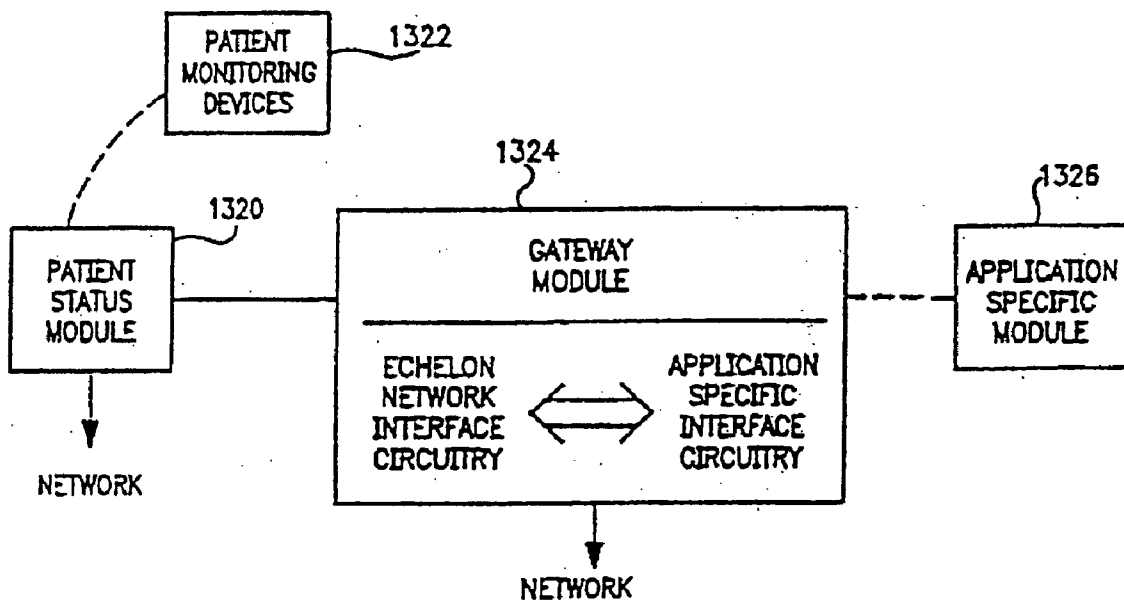 PATIENT
MONITORING
DEVICES
1322
1324
1326
1320
PATIENT
STATUS
MODULE
GATEWAY
MODULE
APPLICATION
SPECIFIC
MODULE
ECHELON
NETWORK
INTERFACE
CIRCUITRY
APPLICATION
SPECIFIC
INTERFACE
CIRCUITRY
NETWORK
NETWORK